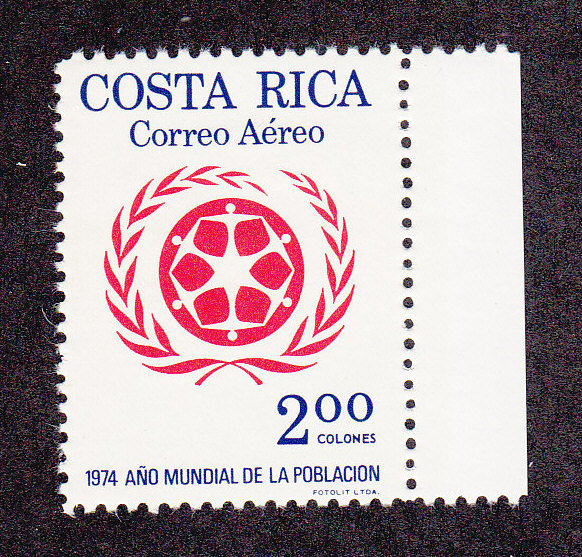 COSTA RICA
Correo Aéreo
2.00
COLONES
1974 AÑO MUNDIAL DE LA POBLACION
FOTOLIT LTDA.